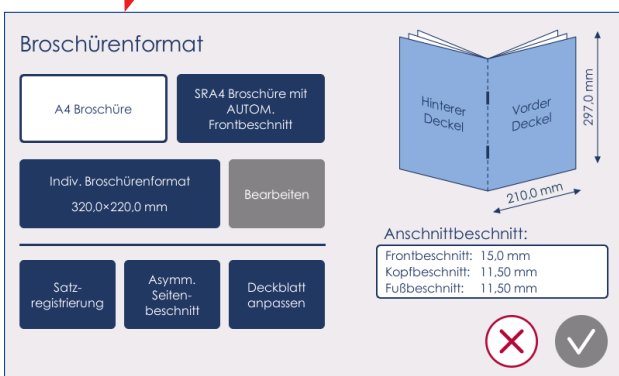 Broschürenformat
A4 Broschüre
SRA4 Broschüre mit
AUTOM.
Frontbeschnitt
Indiv. Broschürenformat
320,0×220,0 mm
Bearbeiten
Satz-
registrierung
Asymm.
Seiten-
beschnitt
Deckblatt
anpassen
Hinterer
Deckel
Vorder
Deckel
297,0 mm
210,0 mm
Anschnittbeschnitt:
Frontbeschnitt: 15,0 mm
Kopfbeschnitt: 11,50 mm
Fußbeschnitt: 11,50 mm